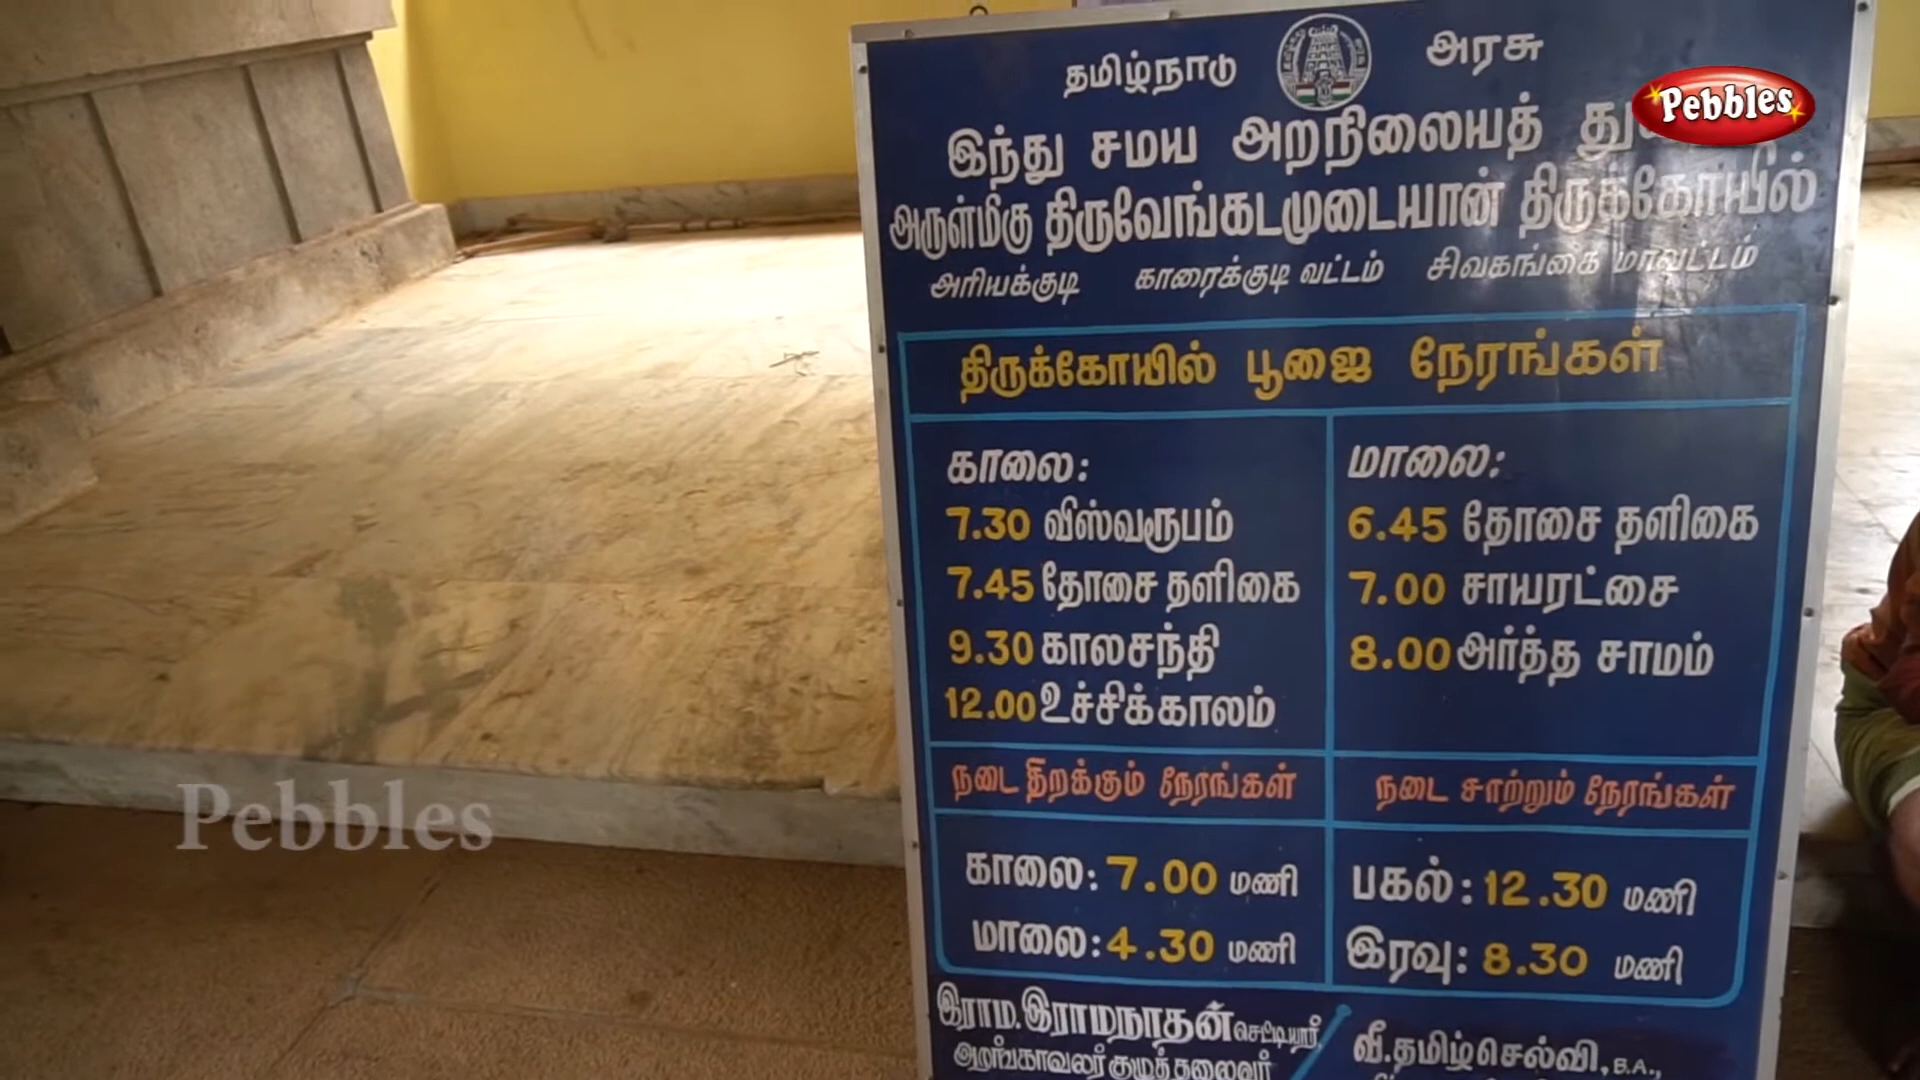 தமிழ்நாடு அரசு
Pebbles
இந்து சமய அறநிலையத்
அருள்மிகு திருவேங்கடமுடையான் திருக்கோயில்
அரியக்குடி காரைக்குடி வட்டம் சிவகங்கை மாவட்டம்
திருக்கோயில் பூஜை நேரங்கள்
காலை:
7.30 விஸ்வரூபம்
7.45 தோசை தளிகை
9.30 காலசந்தி
12.00 உச்சிக்காலம்
மாலை:
6.45 தோசை தளிகை
7.00 சாயரட்சை
8.00 அர்த்த சாமம்
நடை திறக்கும் நேரங்கள்
காலை: 7.00 மணி
மாலை: 4.30 மணி
நடை சாற்றும் நேரங்கள்
பகல்: 12.30 மணி
இரவு: 8.30 மணி
இராம.இராமநாதன் செட்டியார்,
அறங்காவலர் குழுத்தலைவர்
வீ.தமிழ்செல்வி, B.A.,
Pebbles